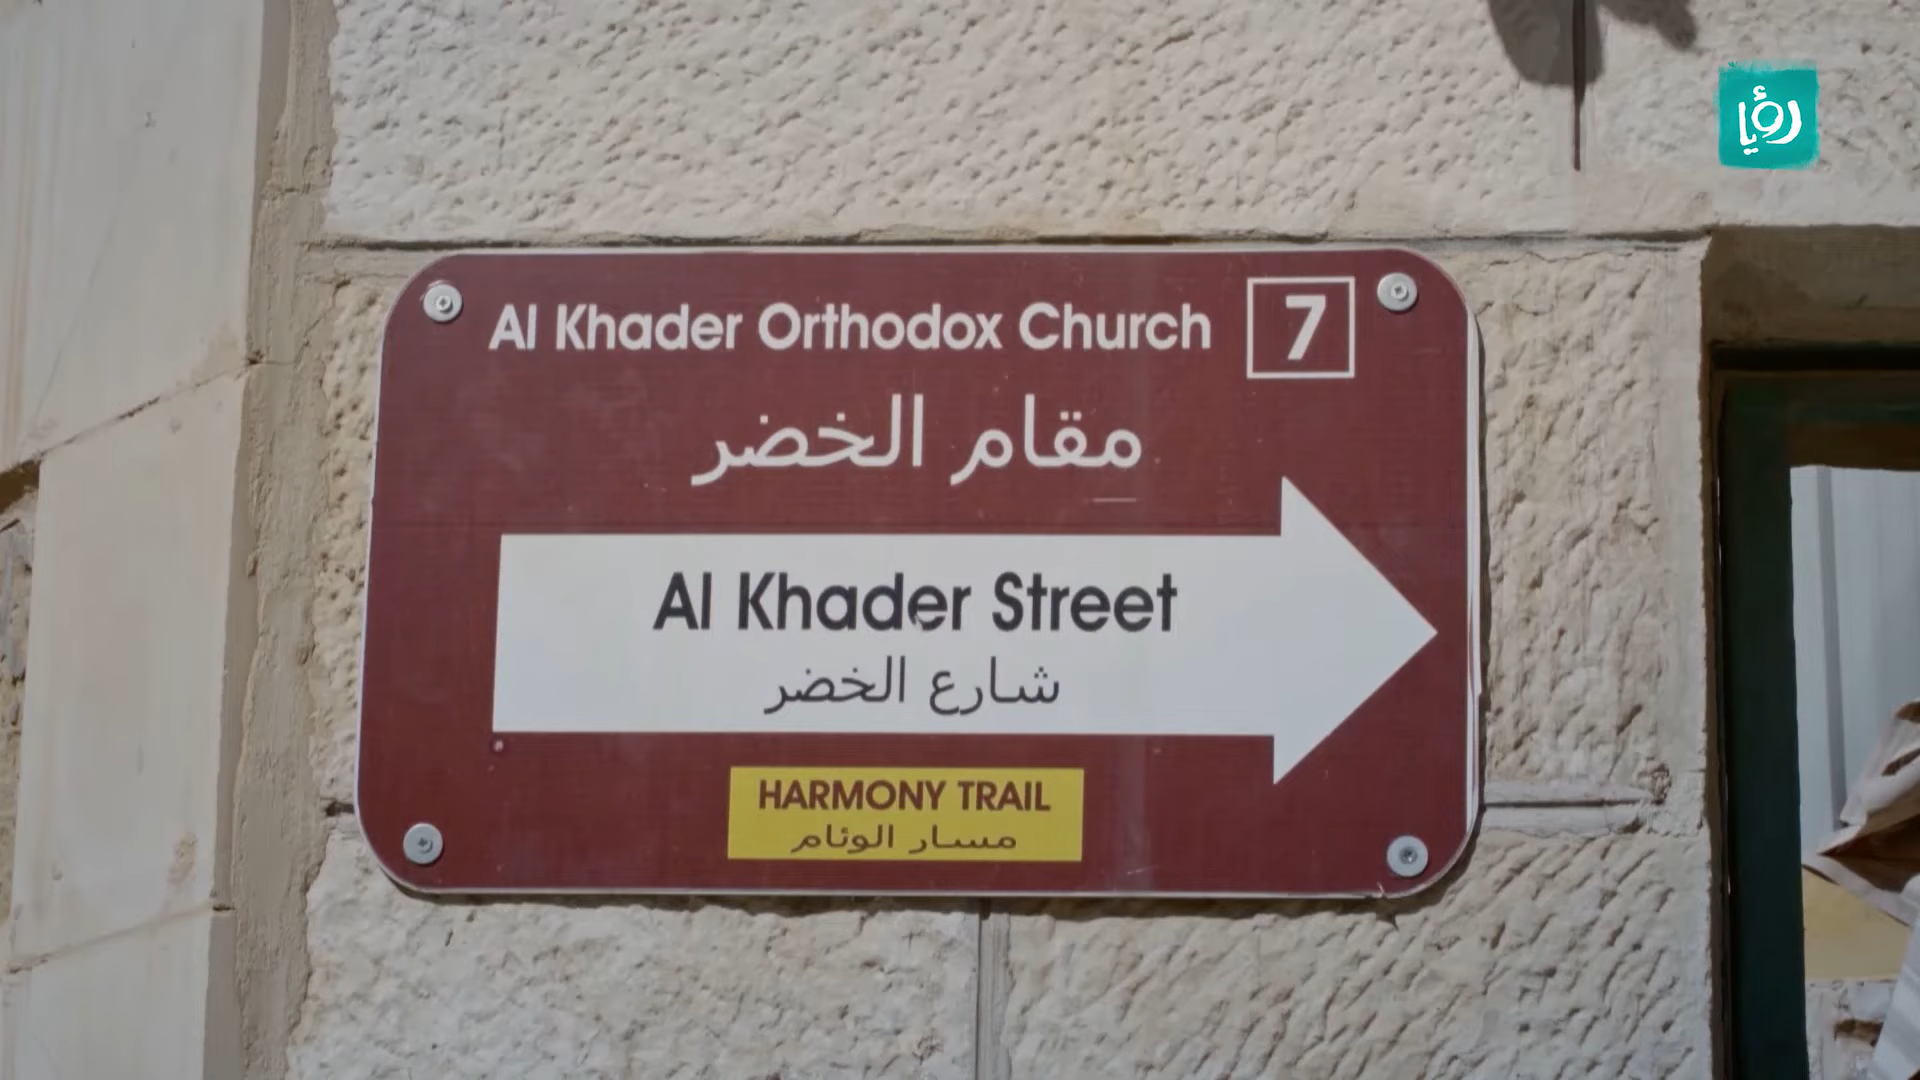 رؤيا
Al Khader Orthodox Church 7
مقام الخضر
Al Khader Street
شارع الخضر
HARMONY TRAIL
مسار الوئام